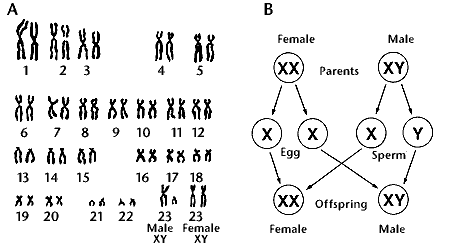 A
1 2 3 4 5
6 7 8 9 10 11 12
13 14 15 16 17 18
19 20 21 22 23 23
Male Female
XY XY
B
Female Male
XX Parents XY
X X X Y
Egg Sperm
XX Offspring XY
Female Male